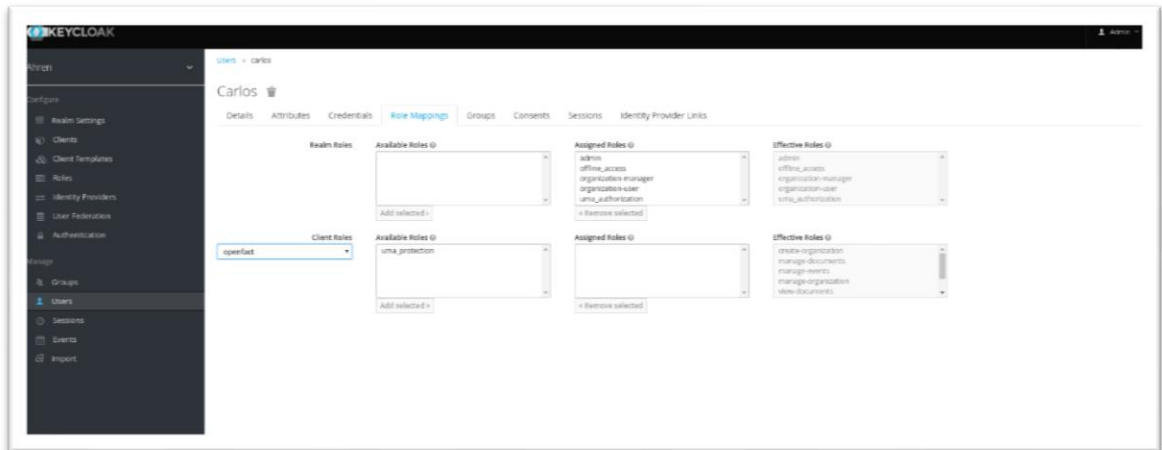 KEYCLOAK
Admin
Ahren
Users > carlos
Carlos
Configure
Realm Settings
Clients
Client Templates
Roles
Identity Providers
User Federation
Authentication
Manage
Groups
Users
Sessions
Events
Import
Details Attributes Credentials Role Mappings Groups Consents Sessions Identity Provider Links
Realm Roles
Available Roles
Add selected »
Assigned Roles
admin
offline_access
organization-manager
organization-user
uma_authorization
« Remove selected
Effective Roles
admin
offline_access
organization-manager
organization-user
uma_authorization
Client Roles
openfact
Available Roles
uma_protection
Add selected »
Assigned Roles
« Remove selected
Effective Roles
create-organization
manage-documents
manage-events
manage-organization
view-documents